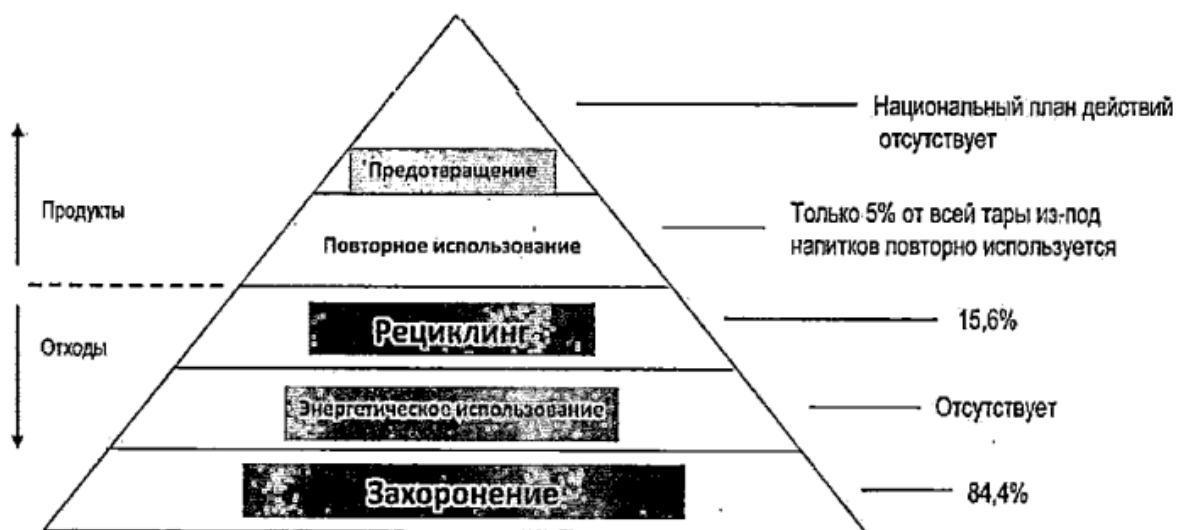 Национальный план действий
отсутствует
Предотвращение
Продукты
Только 5% от всей тары из-под
напитков повторно используется
Повторное использование
Рециклинг
15,6%
Отходы
Энергетическое использование
Отсутствует
Захоронение
84,4%